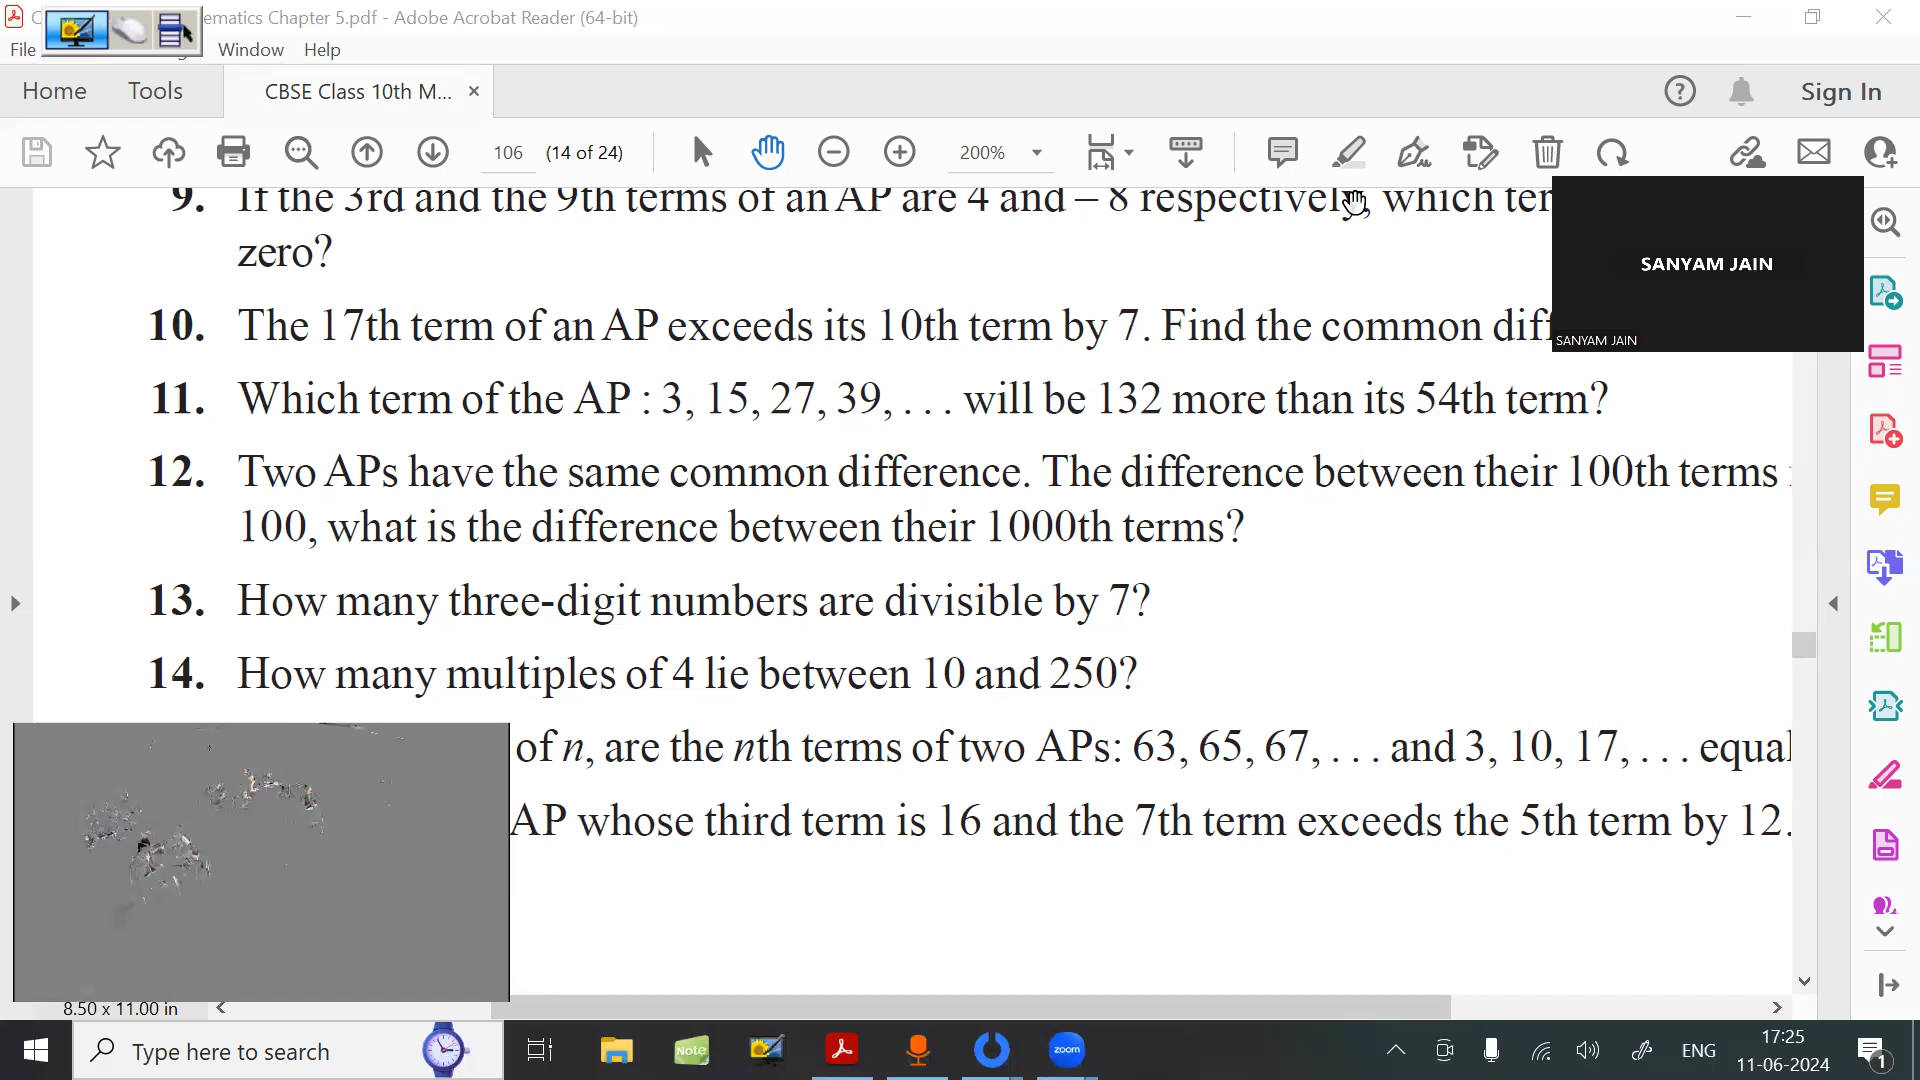 ematics Chapter 5.pdf - Adobe Acrobat Reader (64-bit)
File Window Help
Home Tools CBSE Class 10th M... × Sign In
106 (14 of 24) 200%
9. If the 3rd and the 9th terms of an AP are 4 and – 8 respectively, which ter
zero?
SANYAM JAIN
10. The 17th term of an AP exceeds its 10th term by 7. Find the common diff
SANYAM JAIN
11. Which term of the AP : 3, 15, 27, 39, . . . will be 132 more than its 54th term?
12. Two APs have the same common difference. The difference between their 100th terms
100, what is the difference between their 1000th terms?
13. How many three-digit numbers are divisible by 7?
14. How many multiples of 4 lie between 10 and 250?
of n, are the nth terms of two APs: 63, 65, 67, . . . and 3, 10, 17, . . . equal
AP whose third term is 16 and the 7th term exceeds the 5th term by 12.
8.50 x 11.00 in
Type here to search Note zoom ENG 17:25
11-06-2024 1